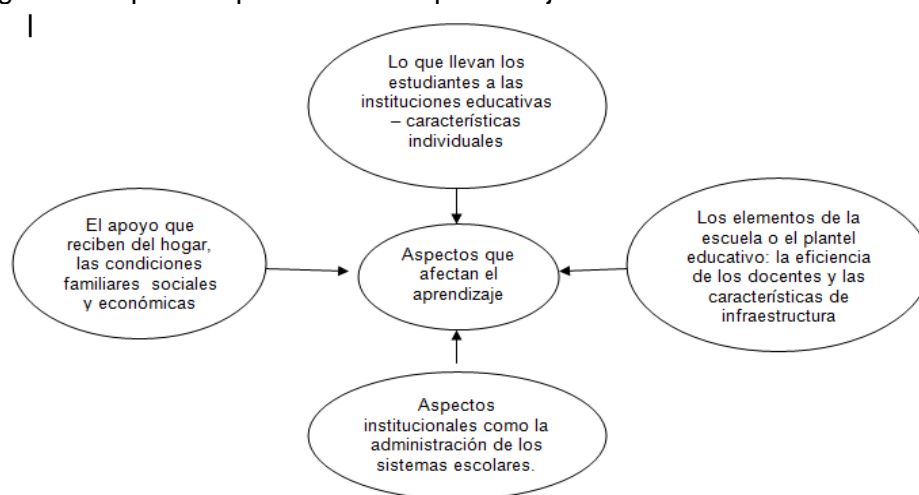 Lo que llevan los
estudiantes a las
instituciones educativas
– características
individuales
El apoyo que
reciben del hogar,
las condiciones
familiares sociales
y económicas
Aspectos que
afectan el
aprendizaje
Los elementos de la
escuela o el plantel
educativo: la eficiencia
de los docentes y las
características de
infraestructura
Aspectos
institucionales como la
administración de los
sistemas escolares.